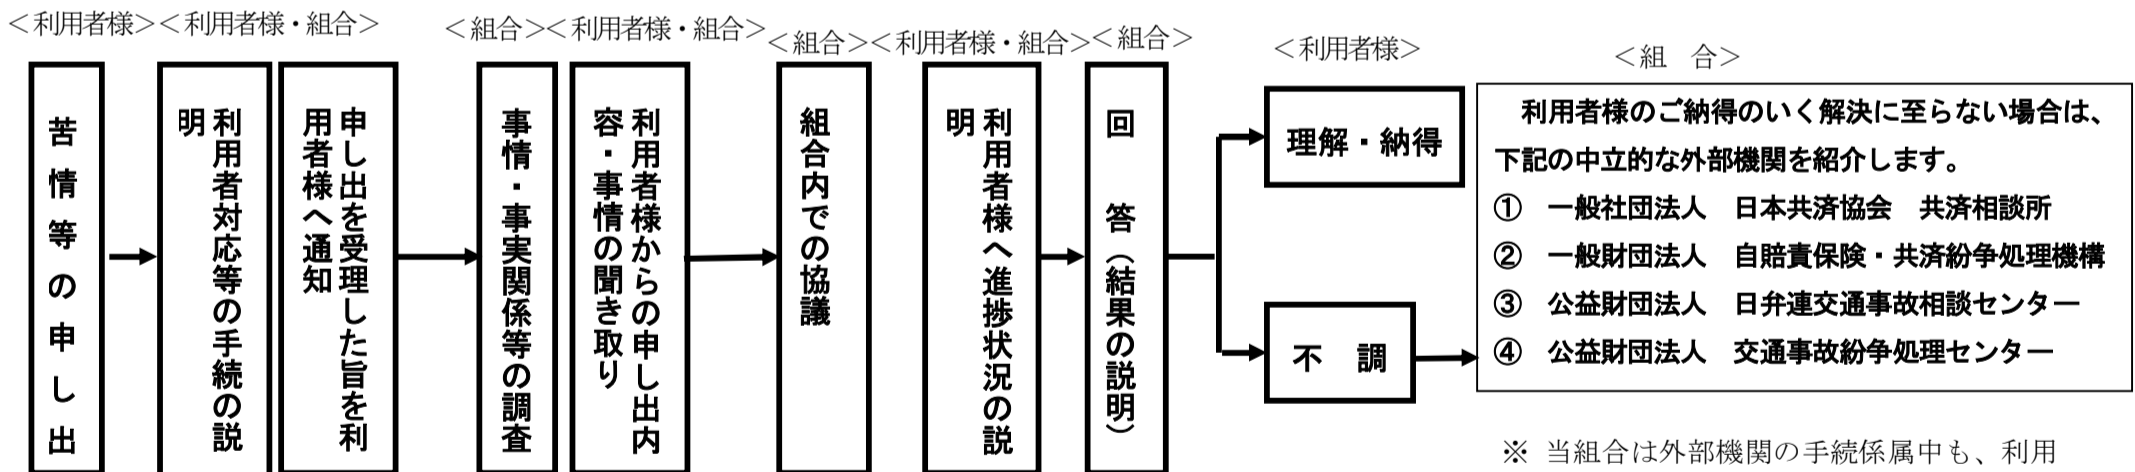 ＜利用者様＞
＜利用者様・組合＞
＜組合＞
＜利用者様・組合＞
＜組合＞
＜利用者様・組合＞
＜組合＞
＜利用者様＞
＜組　合＞
苦情等の申し出
利用者対応等の手続の説
明
申し出を受理した旨を利
用者様へ通知
事情・事実関係等の調査
利用者様からの申し出内
容・事情の聞き取り
組合内での協議
利用者様へ進捗状況の説
明
回　答（結果の説明）
理解・納得
不　調
利用者様のご納得のいく解決に至らない場合は、
下記の中立的な外部機関を紹介します。
①　一般社団法人　日本共済協会　共済相談所
②　一般財団法人　自賠責保険・共済紛争処理機構
③　公益財団法人　日弁連交通事故相談センター
④　公益財団法人　交通事故紛争処理センター
※ 当組合は外部機関の手続係属中も、利用